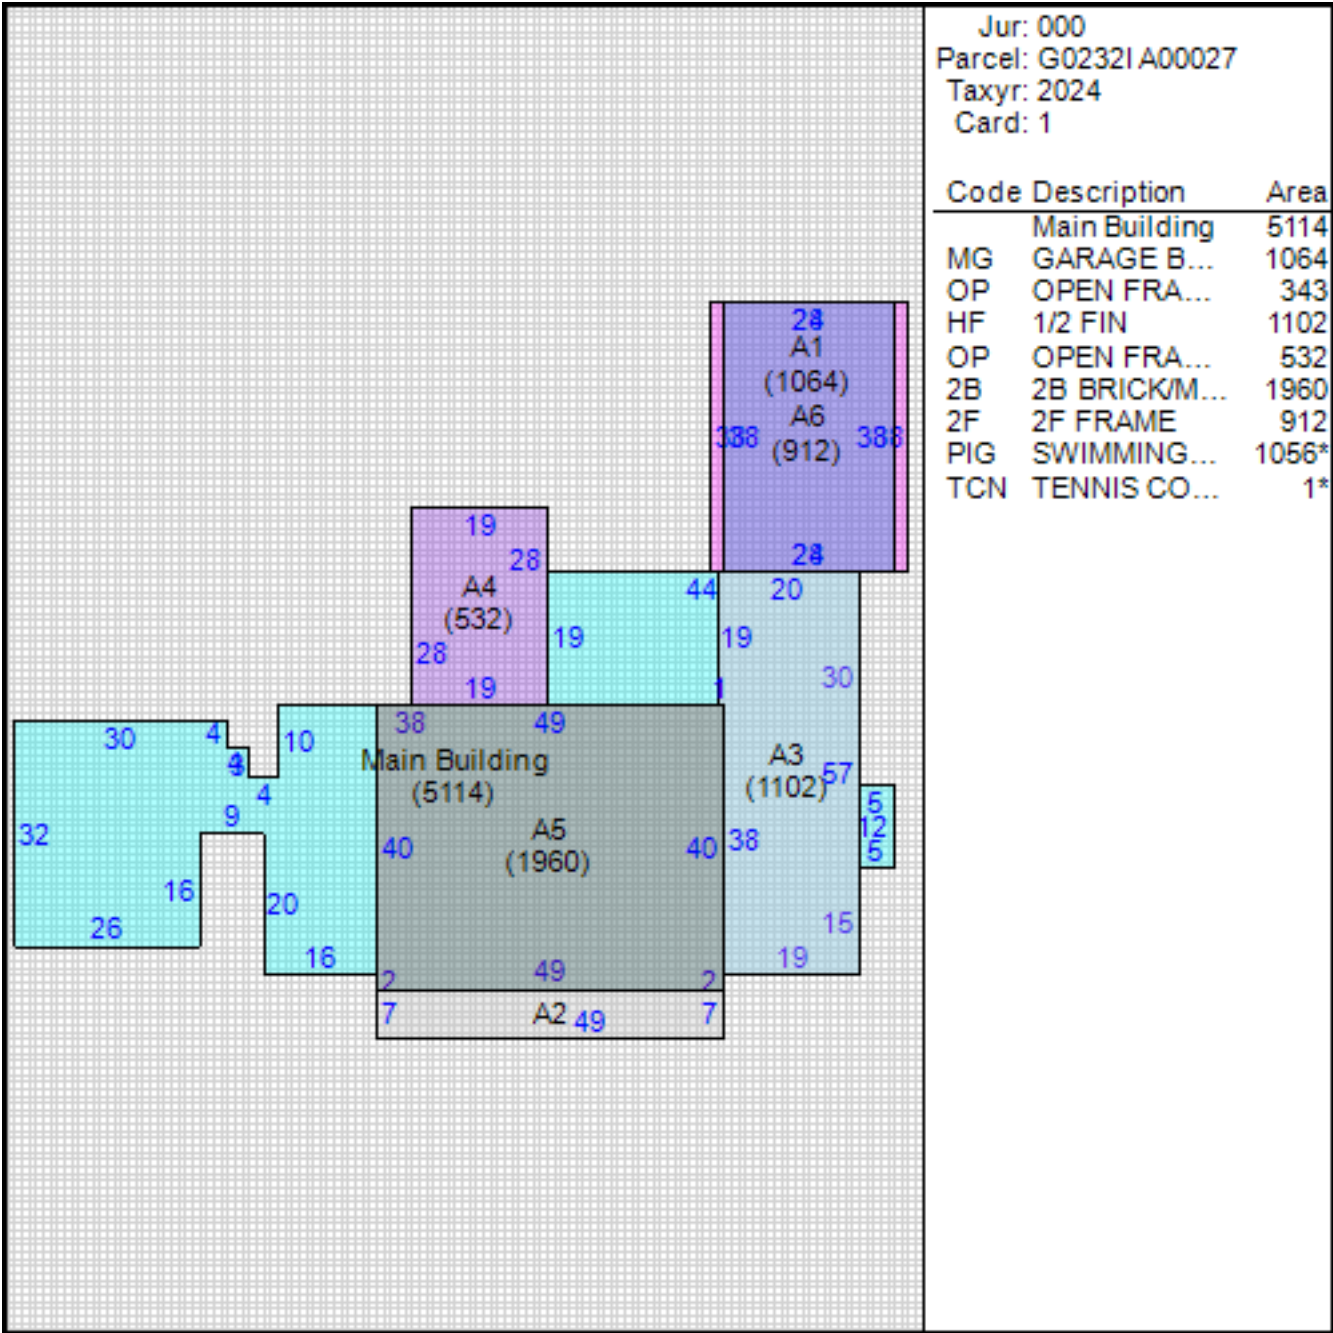 Jur: 000
Parcel: G0232I A00027
Taxyr: 2024
Card: 1
Code Description Area
Main Building 5114
MG GARAGE B... 1064
OP OPEN FRA... 343
HF 1/2 FIN 1102
OP OPEN FRA... 532
2B 2B BRICK/M... 1960
2F 2F FRAME 912
PIG SWIMMING... 1056*
TCN TENNIS CO... 1*
A1
(1064)
A6
38 38 (912)
19
28
A4
(532)
28
19
44 20
19 19
30
1
38 49
30 4 10
Main Building
(5114)
A3
(1102) 57
4
9
32
40
A5
(1960)
40 38
5
12
5
16 20
26
16
15
19
2 49 2
7 A2 49 7